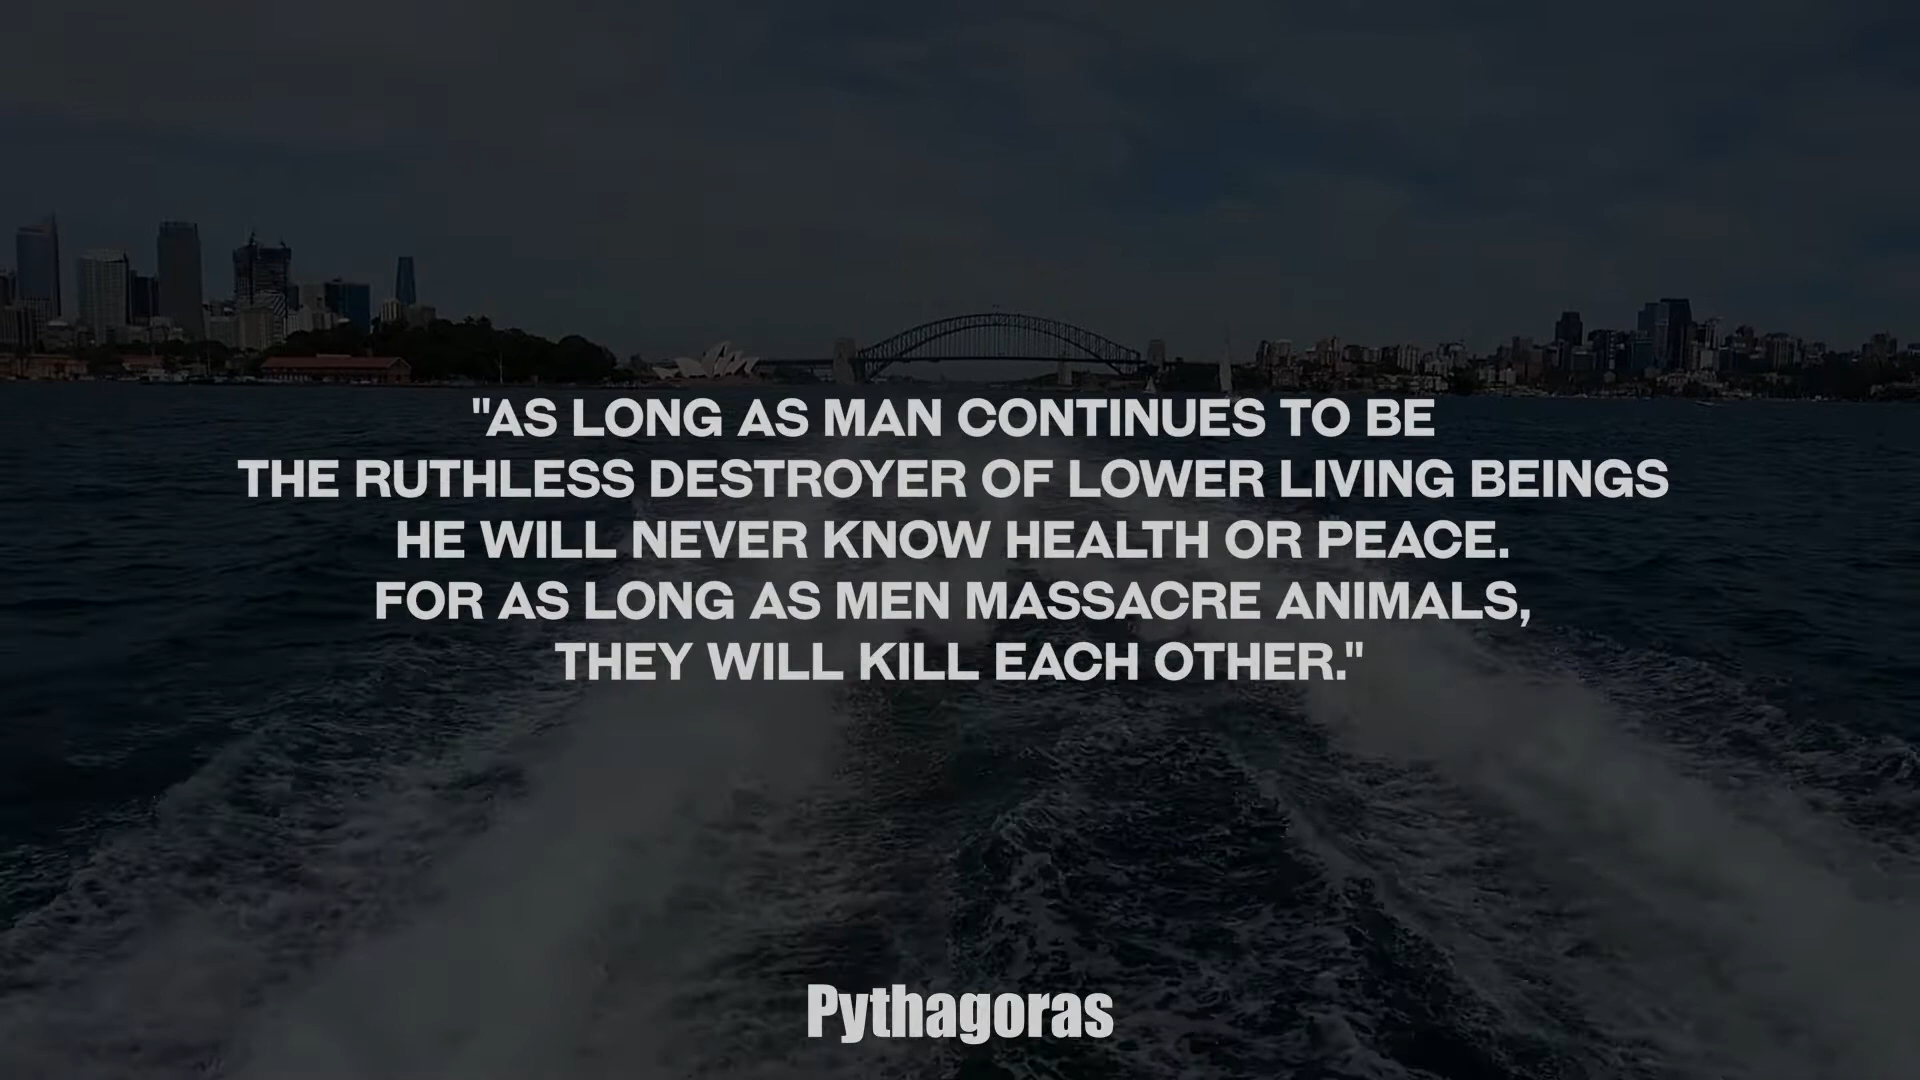 "AS LONG AS MAN CONTINUES TO BE
THE RUTHLESS DESTROYER OF LOWER LIVING BEINGS
HE WILL NEVER KNOW HEALTH OR PEACE.
FOR AS LONG AS MEN MASSACRE ANIMALS,
THEY WILL KILL EACH OTHER."
Pythagoras